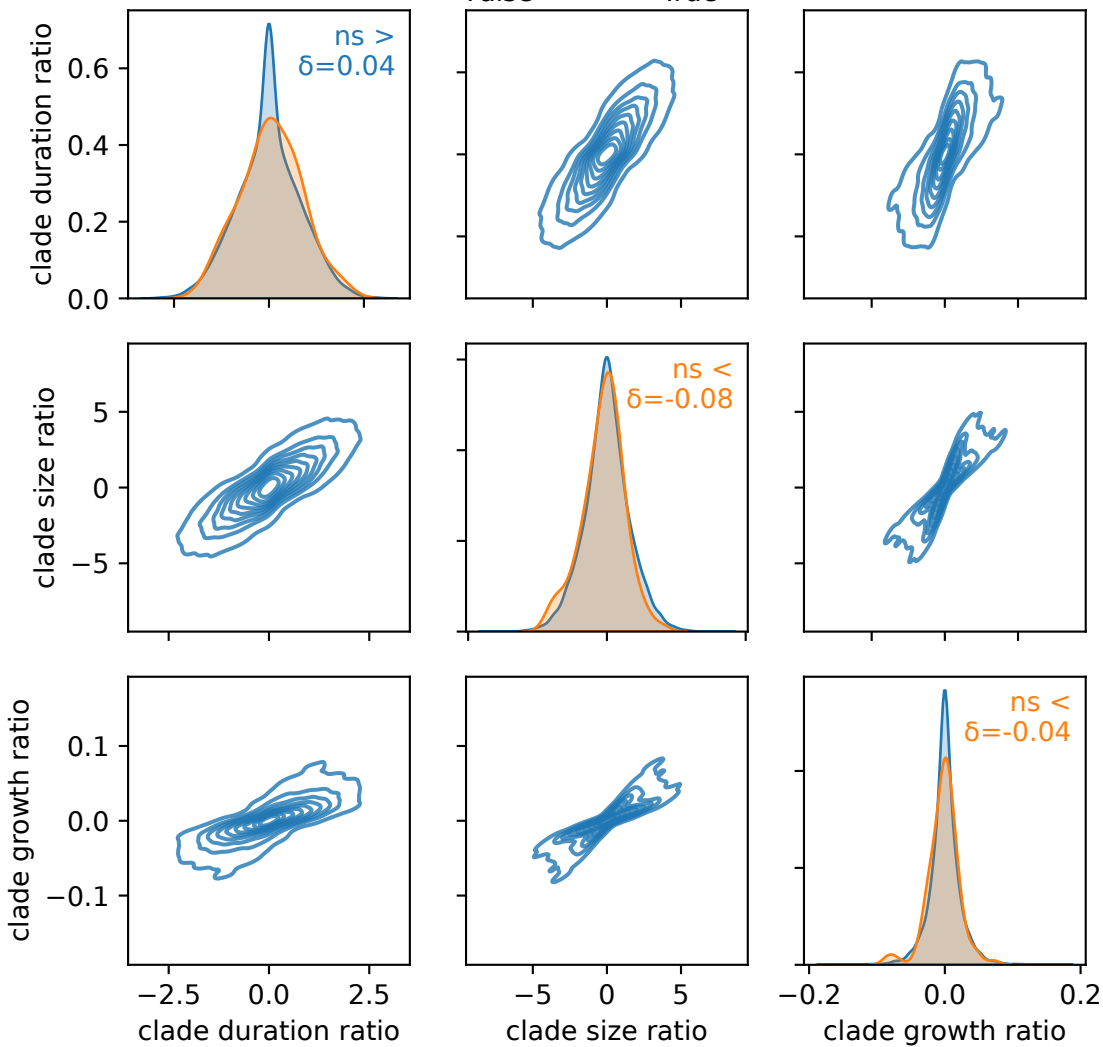 clade duration ratio
0.6
0.4
0.2
0.0
ns >
δ=0.04
clade size ratio
5
0
−5
ns <
δ=-0.08
clade growth ratio
0.1
0.0
−0.1
ns <
δ=-0.04
−2.5 0.0 2.5
−5 0 5
−0.2 0.0 0.2
clade duration ratio
clade size ratio
clade growth ratio